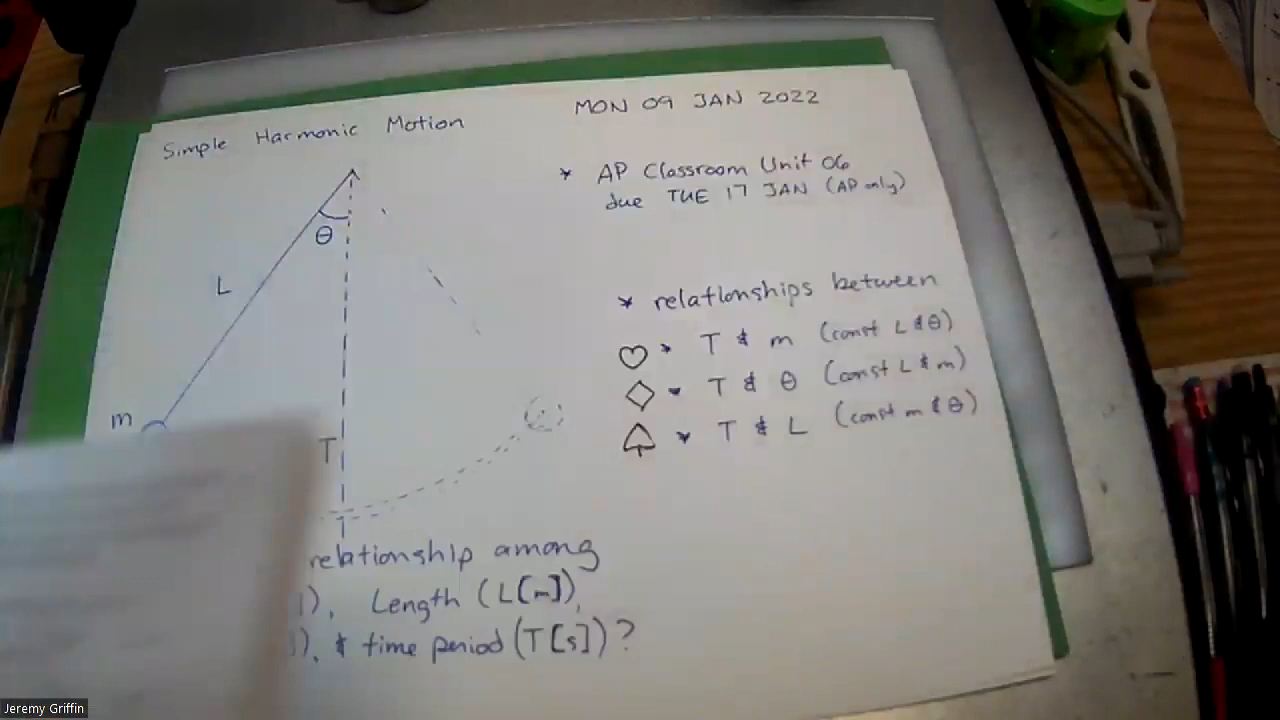 Simple Harmonic Motion
MON 09 JAN 2022
* AP Classroom Unit 06
due TUE 17 JAN (AP only)
θ
L
m
T
* relationships between
* T & m (const L & θ)
* T & θ (const L & m)
* T & L (const m & θ)
relationship among
), Length (L[m]),
), & time period (T[s])?
Jeremy Griffin